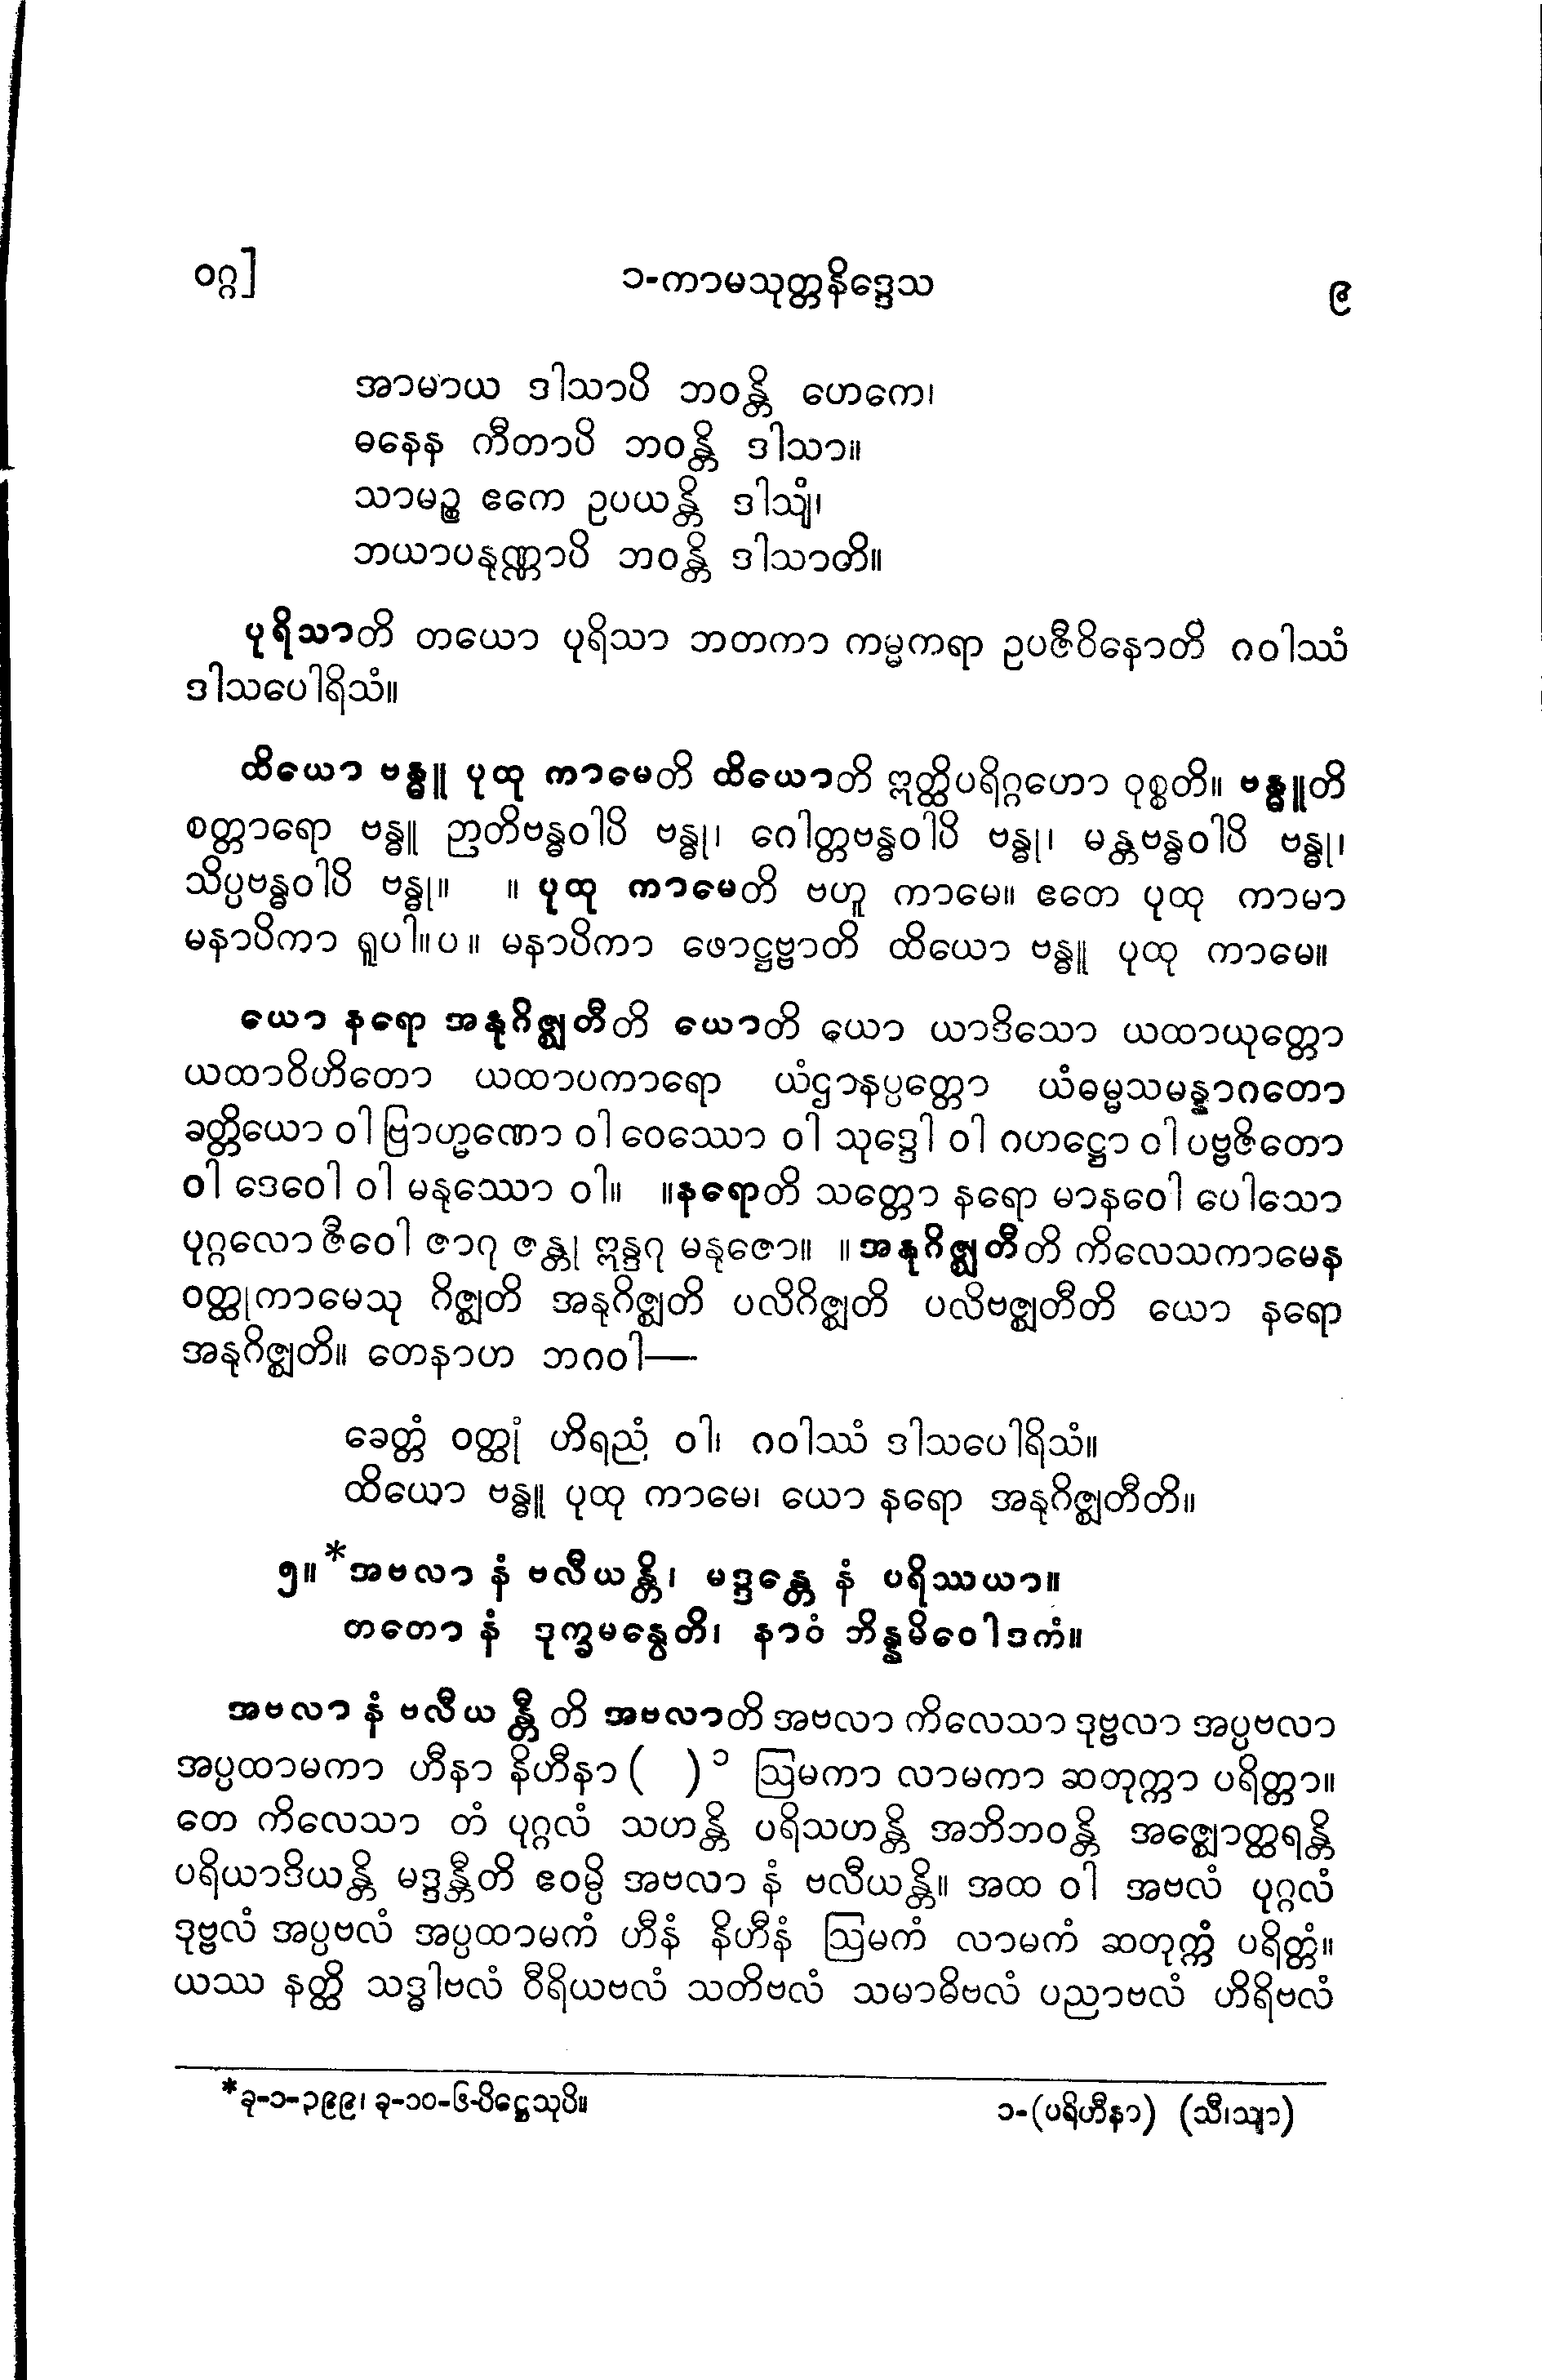 ဝဂ္ဂ]
၁-ကာမသုတ္တနိဒ္ဒေသ
၉
အာမာယ ဒါသာပိ ဘဝန္တိ ဟေကေ၊
ဓနေန ကီတာပိ ဘဝန္တိ ဒါသာ။
သာမဉ္စ ဧကေ ဥပယန္တိ ဒါသျံ၊
ဘယာပနုဏ္ဏာပိ ဘဝန္တိ ဒါသာတိ။
ပုရိသာတိ တယော ပုရိသာ ဘတကာ ကမ္မကရာ ဥပဇီဝိနောတိ ဂဝါဿံ
ဒါသပေါရိသံ။
ထိယော ဗန္ဓူ ပုထု ကာမေတိ ထိယောတိ ဣတ္ထိပရိဂ္ဂဟော ဝုစ္စတိ။ ဗန္ဓူတိ
စတ္တာရော ဗန္ဓူ ဉာတိဗန္ဓဝါပိ ဗန္ဓု၊ ဂေါတ္တဗန္ဓဝါပိ ဗန္ဓု၊ မန္တဗန္ဓဝါပိ ဗန္ဓု၊
သိပ္ပဗန္ဓဝါပိ ဗန္ဓု။ ။ ပုထု ကာမေတိ ဗဟူ ကာမေ။ ဧတေ ပုထု ကာမာ
မနာပိကာ ရူပါ။ပ။ မနာပိကာ ဖောဋ္ဌဗ္ဗာတိ ထိယော ဗန္ဓူ ပုထု ကာမေ။
ယော နရော အနုဂိဇ္ဈတီတိ ယောတိ ယော ယာဒိသော ယထာယုတ္တော
ယထာဝိဟိတော ယထာပကာရော ယံဌာနပ္ပတ္တော ယံဓမ္မသမန္နာဂတော
ခတ္တိယော ဝါ ဗြာဟ္မဏော ဝါ ဝေဿော ဝါ သုဒ္ဒေါ ဝါ ဂဟဋ္ဌော ဝါ ပဗ္ဗဇိတော
ဝါ ဒေဝေါ ဝါ မနုဿော ဝါ။ ။နရောတိ သတ္တော နရော မာနဝေါ ပေါသော
ပုဂ္ဂလော ဇီဝေါ ဇာဂု ဇန္တု ဣန္ဒဂု မနုဇော။ ။အနုဂိဇ္ဈတီတိ ကိလေသကာမေန
ဝတ္ထုကာမေသု ဂိဇ္ဈတိ အနုဂိဇ္ဈတိ ပလိဂိဇ္ဈတိ ပလိဗဇ္ဈတီတိ ယော နရော
အနုဂိဇ္ဈတိ။ တေနာဟ ဘဂဝါ—
ခေတ္တံ ဝတ္ထုံ ဟိရညံ ဝါ၊ ဂဝါဿံ ဒါသပေါရိသံ။
ထိယော ဗန္ဓူ ပုထု ကာမေ၊ ယော နရော အနုဂိဇ္ဈတီတိ။
၅။ *အဗလာ နံ ဗလီယန္တိ၊ မဒ္ဒန္တေ နံ ပရိဿယာ။
တတော နံ ဒုက္ခမနွေတိ၊ နာဝံ ဘိန္နမိဝေါဒကံ။
အဗလာ နံ ဗလီယန္တီတိ အဗလာတိ အဗလာ ကိလေသာ ဒုဗ္ဗလာ အပ္ပဗလာ
အပ္ပထာမကာ ဟီနာ နိဟီနာ ( )၁ ဩမကာ လာမကာ ဆတုက္ကာ ပရိတ္တာ။
တေ ကိလေသာ တံ ပုဂ္ဂလံ သဟန္တိ ပရိသဟန္တိ အဘိဘဝန္တိ အဇ္ဈောတ္ထရန္တိ
ပရိယာဒိယန္တိ မဒ္ဒန္တီတိ ဧဝမ္ပိ အဗလာ နံ ဗလီယန္တိ။ အထ ဝါ အဗလံ ပုဂ္ဂလံ
ဒုဗ္ဗလံ အပ္ပဗလံ အပ္ပထာမကံ ဟီနံ နိဟီနံ ဩမကံ လာမကံ ဆတုက္ကံ ပရိတ္တံ။
ယဿ နတ္ထိ သဒ္ဓါဗလံ ဝီရိယဗလံ သတိဗလံ သမာဓိဗလံ ပညာဗလံ ဟိရိဗလံ
*ခု-၁-၃၉၉၊ ခု-၁၀-၆-ပိဋ္ဌေသုပိ။
၁-(ပရိဟီနာ) (သီ၊သျာ)